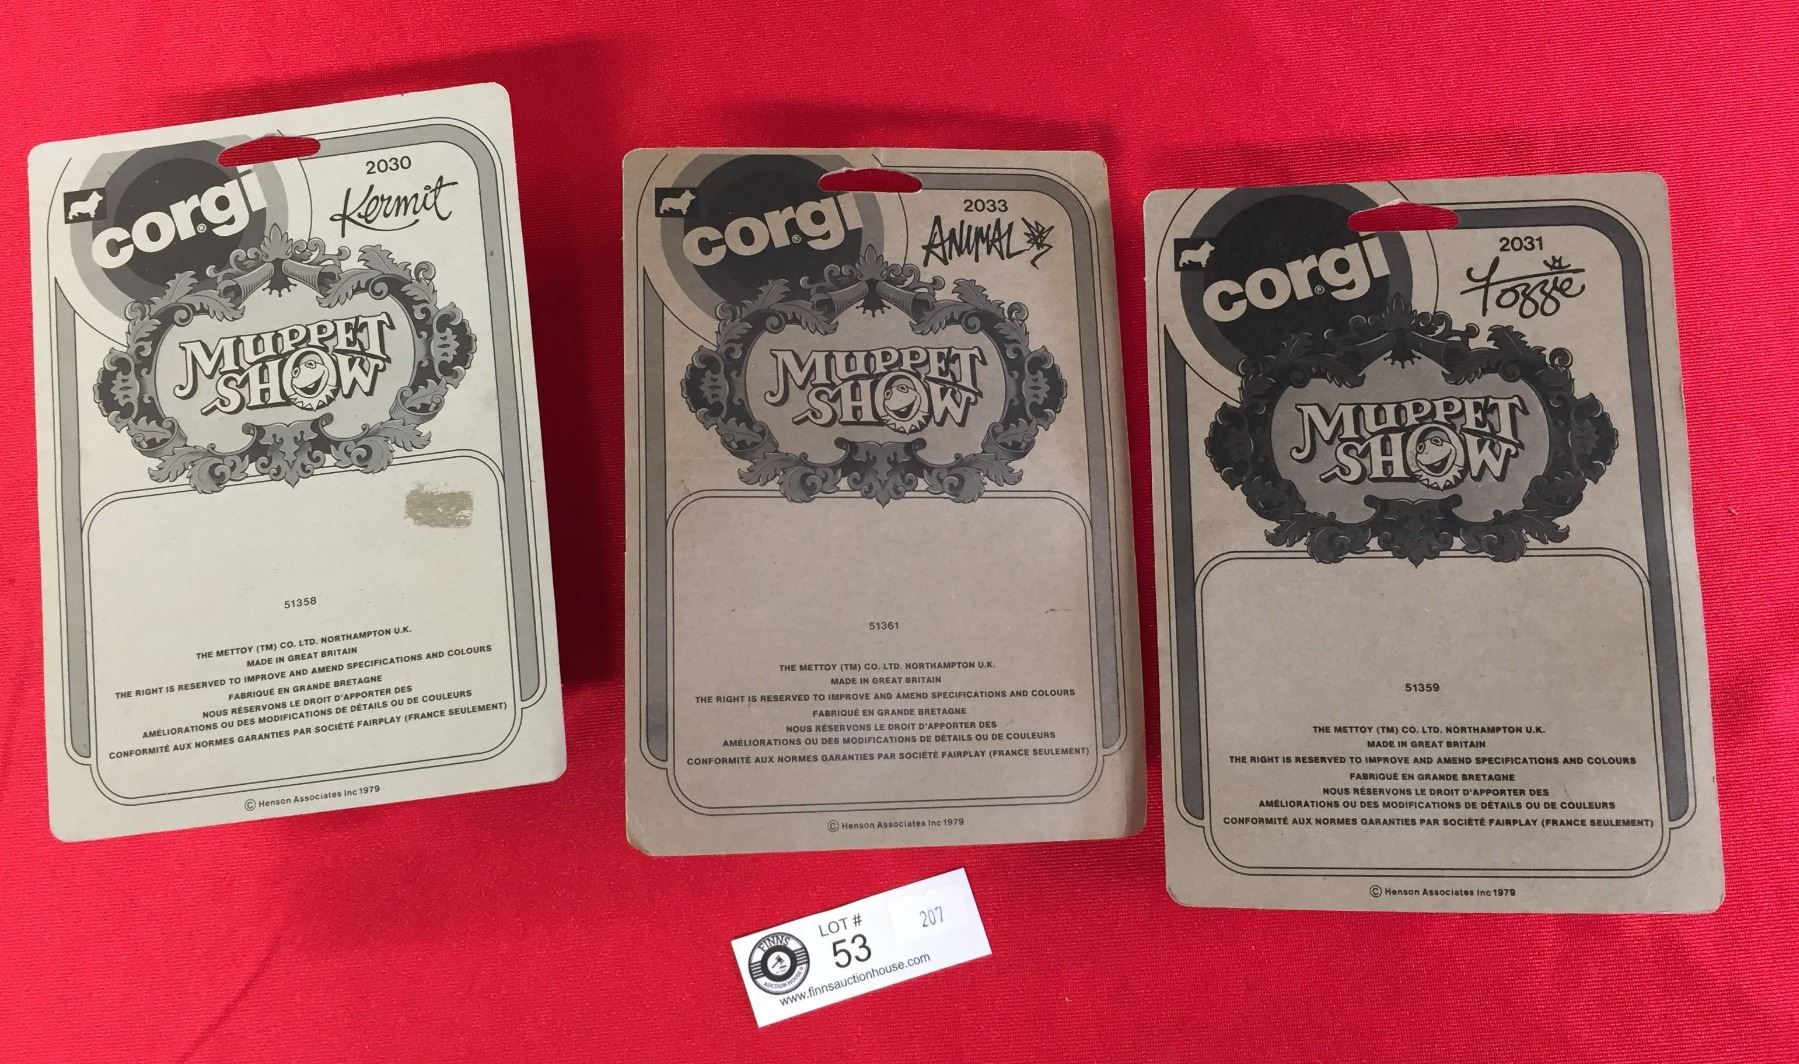 corgi®
2030
Kermit
MUPPET
SHOW
51358
THE METTOY (TM) CO. LTD. NORTHAMPTON U.K.
MADE IN GREAT BRITAIN
THE RIGHT IS RESERVED TO IMPROVE AND AMEND SPECIFICATIONS AND COLOURS
FABRIQUÉ EN GRANDE BRETAGNE
NOUS RÉSERVONS LE DROIT D'APPORTER DES
AMÉLIORATIONS OU DES MODIFICATIONS DE DÉTAILS OU DE COULEURS
CONFORMITÉ AUX NORMES GARANTIES PAR SOCIÉTÉ FAIRPLAY (FRANCE SEULEMENT)
© Henson Associates Inc 1979
corgi®
2033
ANIMAL
MUPPET
SHOW
51361
THE METTOY (TM) CO. LTD. NORTHAMPTON U.K.
MADE IN GREAT BRITAIN
THE RIGHT IS RESERVED TO IMPROVE AND AMEND SPECIFICATIONS AND COLOURS
FABRIQUÉ EN GRANDE BRETAGNE
NOUS RÉSERVONS LE DROIT D'APPORTER DES
AMÉLIORATIONS OU DES MODIFICATIONS DE DÉTAILS OU DE COULEURS
CONFORMITÉ AUX NORMES GARANTIES PAR SOCIÉTÉ FAIRPLAY (FRANCE SEULEMENT)
© Henson Associates Inc 1979
corgi®
2031
Fozzie
MUPPET
SHOW
51359
THE METTOY (TM) CO. LTD. NORTHAMPTON U.K.
MADE IN GREAT BRITAIN
THE RIGHT IS RESERVED TO IMPROVE AND AMEND SPECIFICATIONS AND COLOURS
FABRIQUÉ EN GRANDE BRETAGNE
NOUS RÉSERVONS LE DROIT D'APPORTER DES
AMÉLIORATIONS OU DES MODIFICATIONS DE DÉTAILS OU DE COULEURS
CONFORMITÉ AUX NORMES GARANTIES PAR SOCIÉTÉ FAIRPLAY (FRANCE SEULEMENT)
© Henson Associates Inc 1979
FINNS
AUCTION HOUSE
LOT #
53
207
www.finnsauctionhouse.com